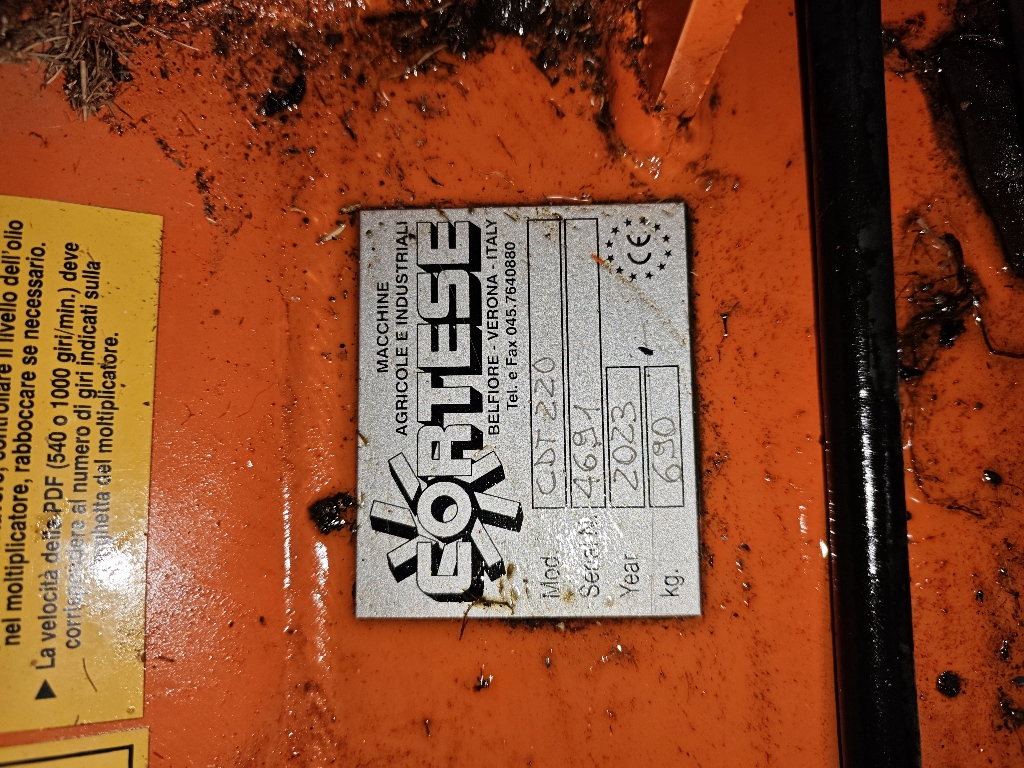 nel moltiplicatore, rabboccare se necessario.
► La velocità della PDF (540 o 1000 giri/min.) deve
corrispondere al numero di giri indicati sulla
targhetta del moltiplicatore.
MACCHINE
AGRICOLE E INDUSTRIALI
CORTESE
BELFIORE - VERONA - ITALY
Tel. e Fax 045.7640880
Mod. CDT 220
Serial N. 4691
Year 2023
kg. 690
CE